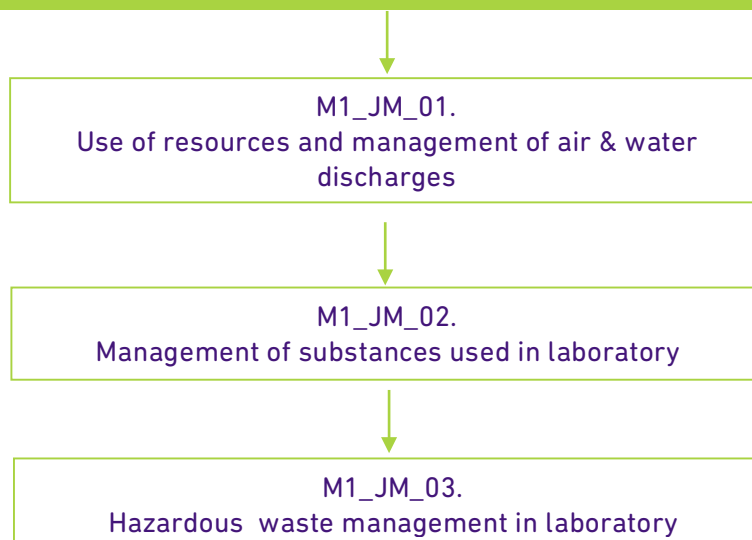 M1_JM_01.
Use of resources and management of air & water
discharges
M1_JM_02.
Management of substances used in laboratory
M1_JM_03.
Hazardous waste management in laboratory